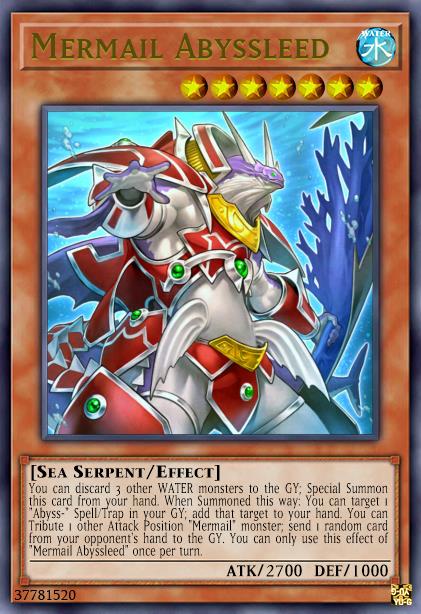 Mermail Abyssleed
WATER
水
[Sea Serpent/Effect]
You can discard 3 other WATER monsters to the GY; Special Summon
this card from your hand. When Summoned this way: You can target 1
"Abyss-" Spell/Trap in your GY; add that target to your hand. You can
Tribute 1 other Attack Position "Mermail" monster; send 1 random card
from your opponent's hand to the GY. You can only use this effect of
"Mermail Abyssleed" once per turn.
ATK/2700 DEF/1000
37781520